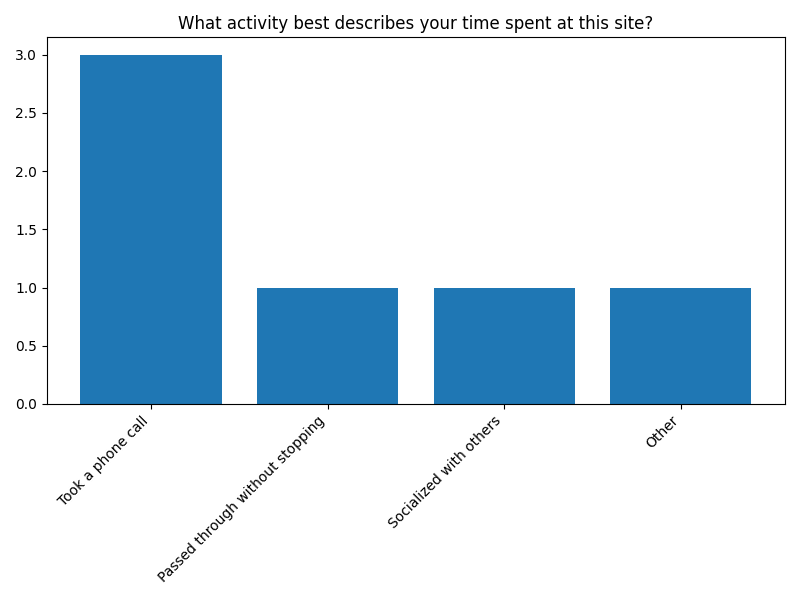 What activity best describes your time spent at this site?
3.0
2.5
2.0
1.5
1.0
0.5
0.0
Took a phone call
Passed through without stopping
Socialized with others
Other